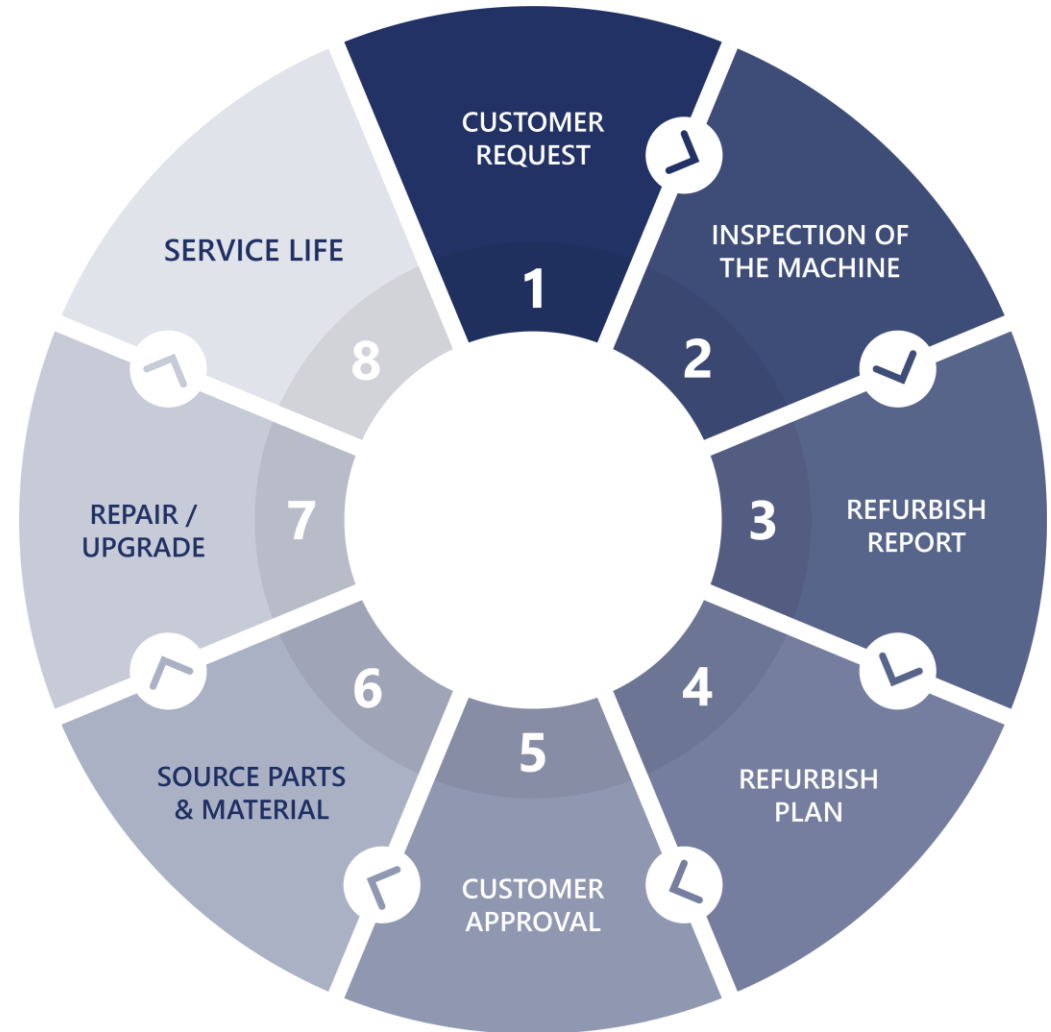 CUSTOMER
REQUEST
1
INSPECTION OF
THE MACHINE
2
REFURBISH
REPORT
3
REFURBISH
PLAN
4
CUSTOMER
APPROVAL
5
SOURCE PARTS
& MATERIAL
6
REPAIR /
UPGRADE
7
SERVICE LIFE
8